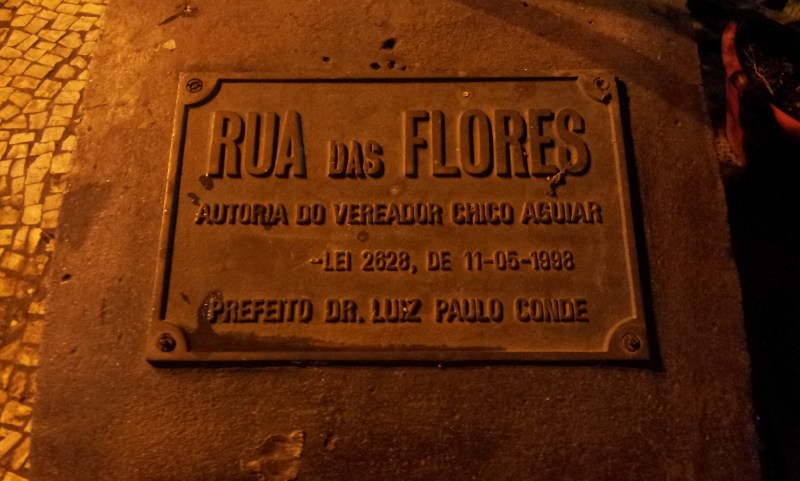 RUA DAS FLORES
AUTORIA DO VEREADOR CHICO AGUIAR
-LEI 2628, DE 11-05-1998
PREFEITO DR. LUIZ PAULO CONDE